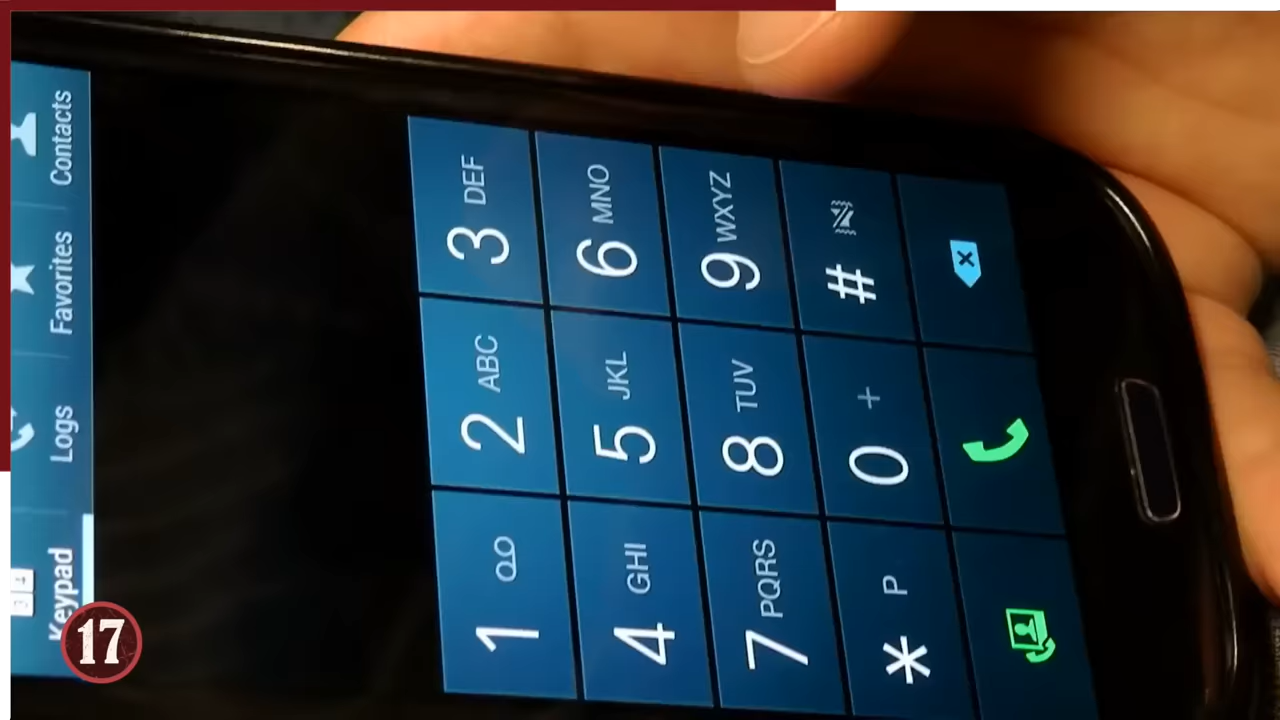 Keypad
Logs
Favorites
Contacts
1
2 ABC
3 DEF
4 GHI
5 JKL
6 MNO
7 PQRS
8 TUV
9 WXYZ
* P
0 +
#
17